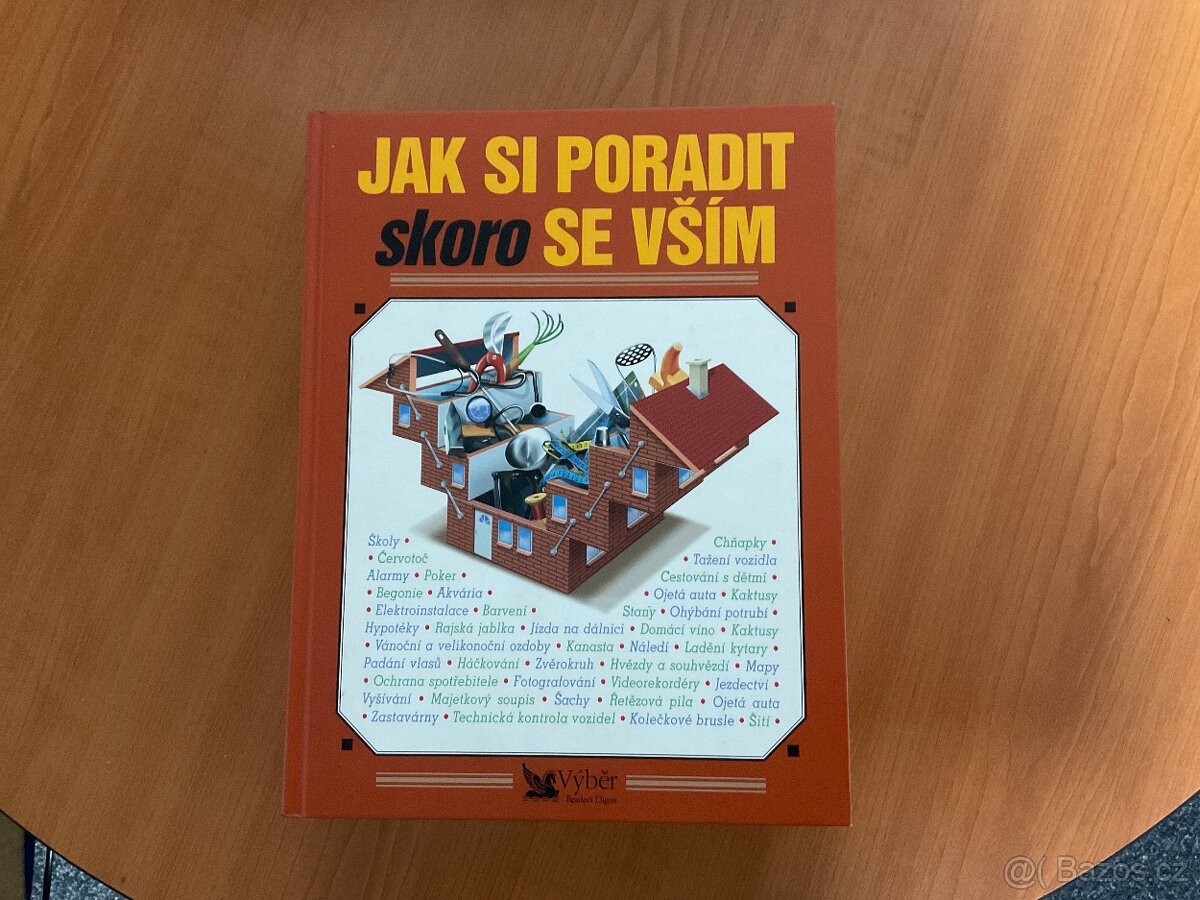 JAK SI PORADIT
skoro SE VŠÍM
Školy •
Chňapky •
• Červotoč
• Tažení vozidla
Alarmy • Poker •
Cestování s dětmi •
• Begonie • Akvária •
• Ojetá auta • Kaktusy
• Elektroinstalace • Barvení •
Stany • Ohýbání potrubí •
Hypotéky • Rajská jablka • Jízda na dálnici • Domácí víno • Kaktusy
• Vánoční a velikonoční ozdoby • Kanasta • Náledí • Ladění kytary •
Padání vlasů • Háčkování • Zvěrokruh • Hvězdy a souhvězdí • Mapy
• Ochrana spotřebitele • Fotografování • Videorekordéry • Jezdectví •
Vyšívání • Majetkový soupis • Šachy • Řetězová pila • Ojetá auta
• Zastavárny • Technická kontrola vozidel • Kolečkové brusle • Šití •
Výběr
Reader's Digest
@( Bazos.cz